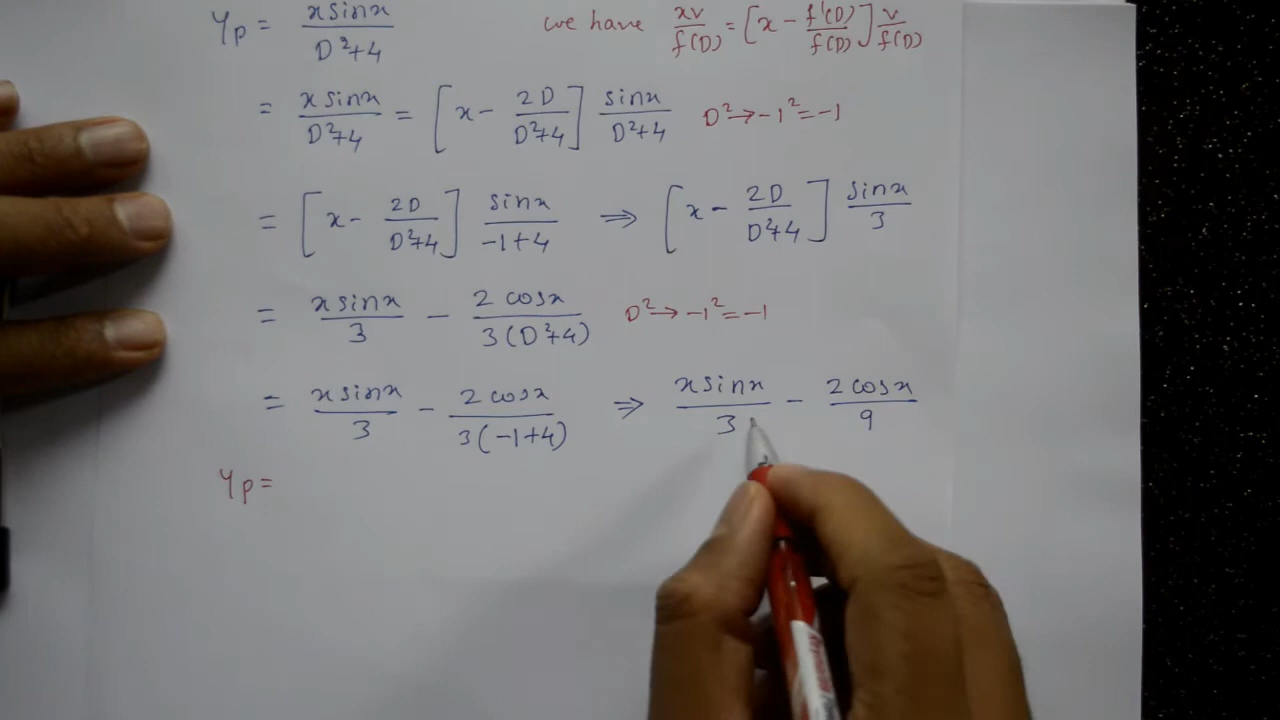 yp = x sinx / D²+4 we have xv / f(D) = [x - f'(D) / f(D)] v / f(D)
= x sinx / D²+4 = [x - 2D / D²+4] sinx / D²+4 D² → -1² = -1
= [x - 2D / D²+4] sinx / -1+4 ⇒ [x - 2D / D²+4] sinx / 3
= x sinx / 3 - 2 cosx / 3(D²+4) D² → -1² = -1
= x sinx / 3 - 2 cosx / 3(-1+4) ⇒ x sinx / 3 - 2 cosx / 9
yp =